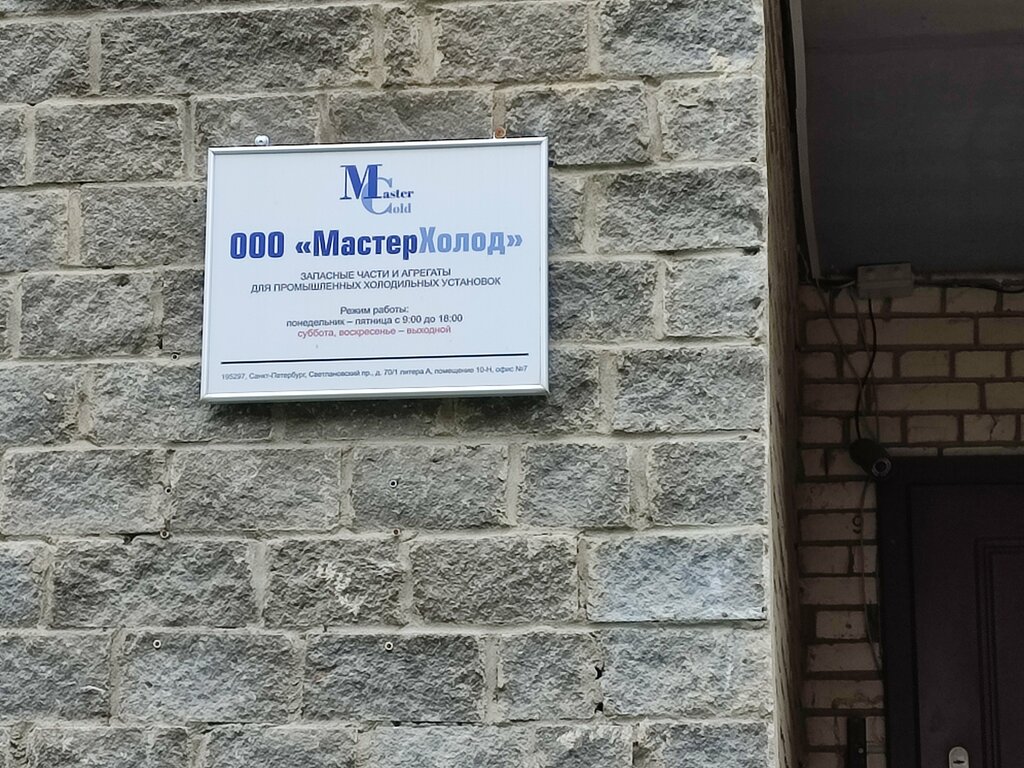 Master
Cold
ООО «МастерХолод»
ЗАПАСНЫЕ ЧАСТИ И АГРЕГАТЫ
ДЛЯ ПРОМЫШЛЕННЫХ ХОЛОДИЛЬНЫХ УСТАНОВОК
Режим работы:
понедельник – пятница с 9:00 до 18:00
суббота, воскресенье – выходной
195297, Санкт-Петербург, Светлановский пр., д. 70/1 литера А, помещение 10-Н, офис №7
9